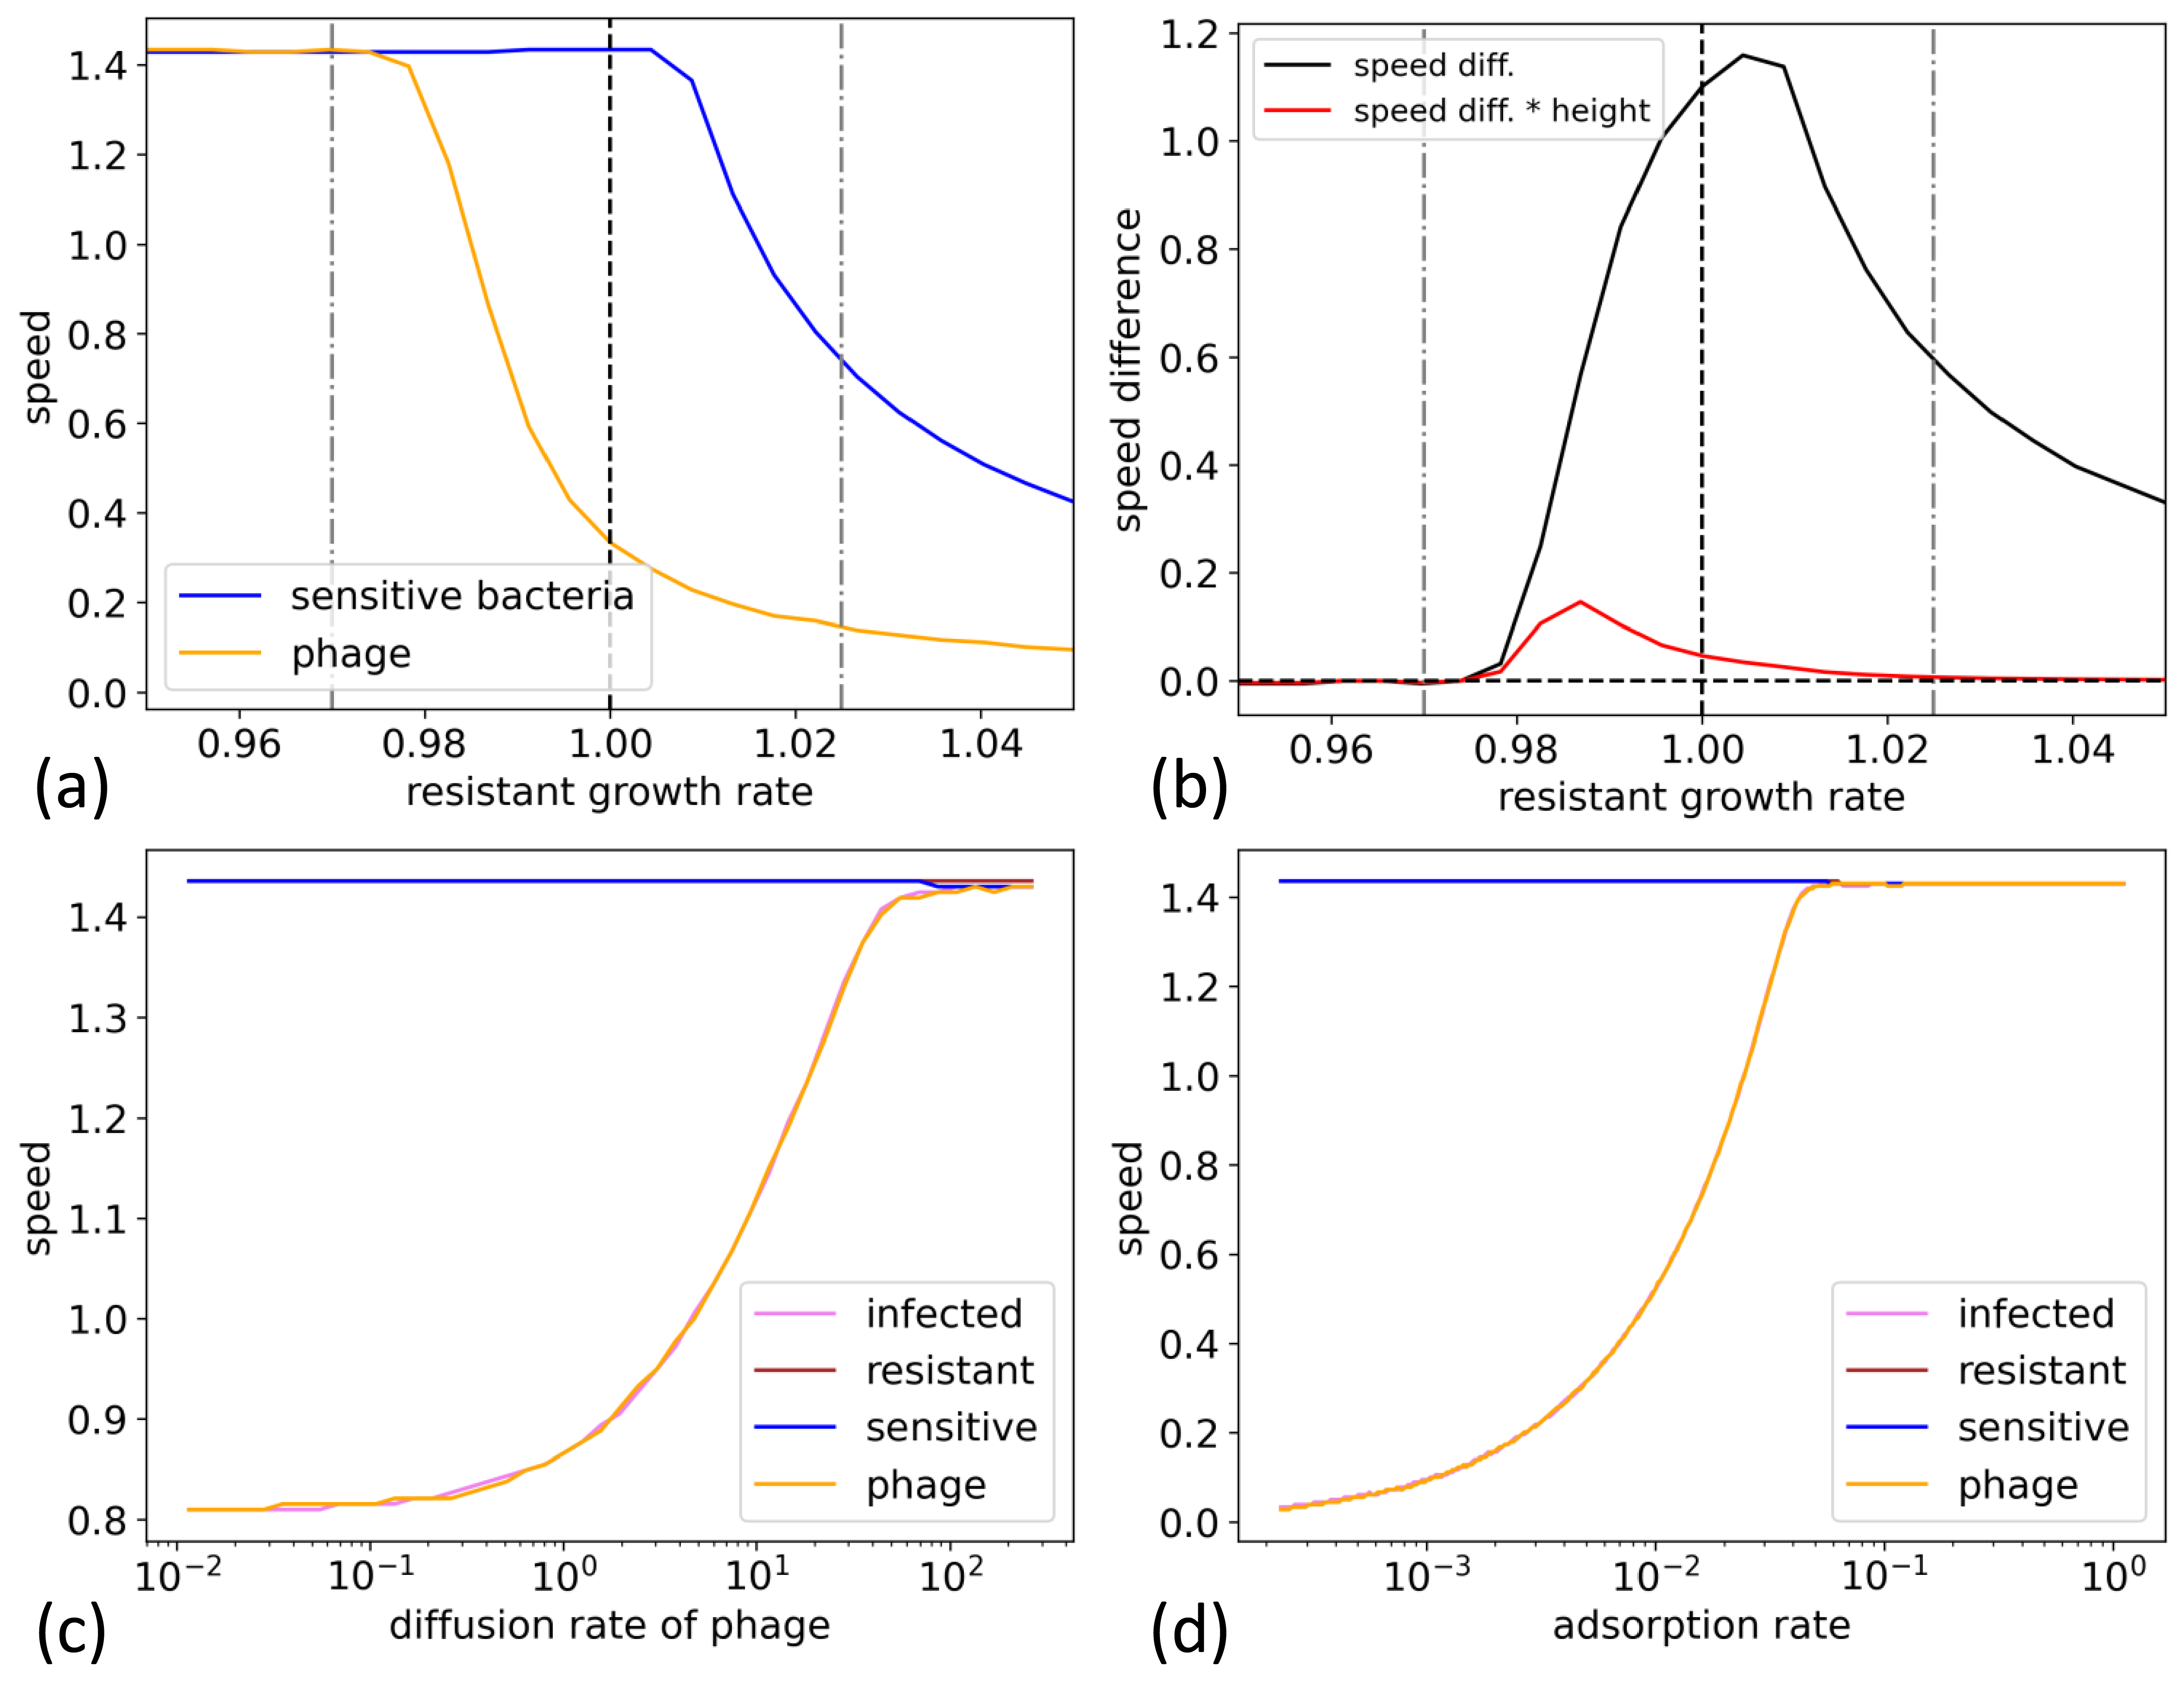 1.4
1.2
1.0
0.8
0.6
0.4
0.2
0.0
speed
sensitive bacteria
phage
0.96 0.98 1.00 1.02 1.04
resistant growth rate
(a)
1.2
1.0
0.8
0.6
0.4
0.2
0.0
speed difference
speed diff.
speed diff. * height
0.96 0.98 1.00 1.02 1.04
resistant growth rate
(b)
1.4
1.3
1.2
1.1
1.0
0.9
0.8
speed
infected
resistant
sensitive
phage
10⁻² 10⁻¹ 10⁰ 10¹ 10²
diffusion rate of phage
(c)
1.4
1.2
1.0
0.8
0.6
0.4
0.2
0.0
speed
infected
resistant
sensitive
phage
10⁻³ 10⁻² 10⁻¹ 10⁰
adsorption rate
(d)